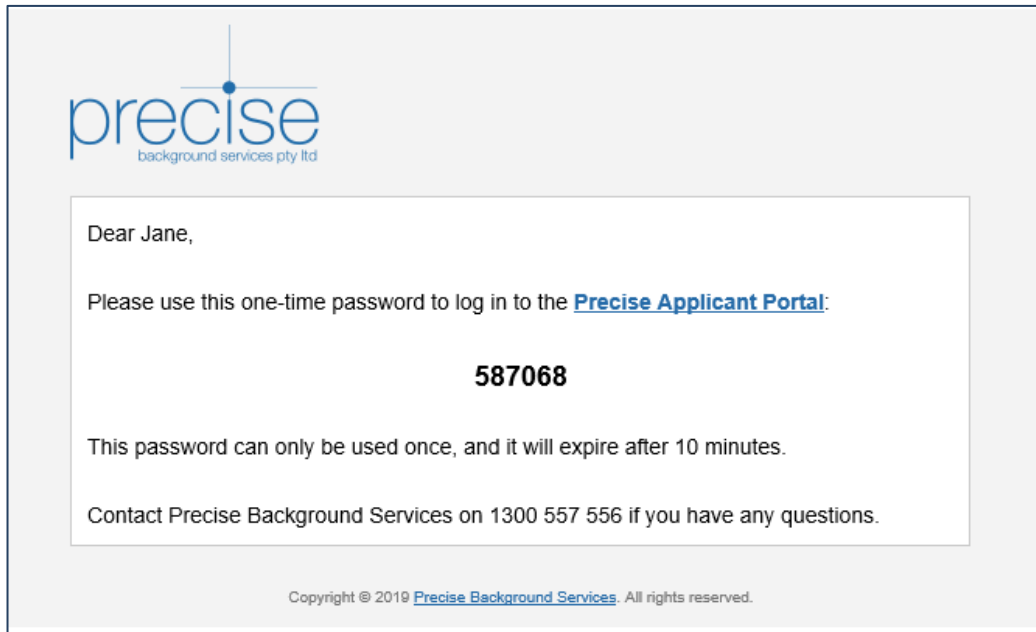 precise
background services pty ltd
Dear Jane,
Please use this one-time password to log in to the Precise Applicant Portal:
587068
This password can only be used once, and it will expire after 10 minutes.
Contact Precise Background Services on 1300 557 556 if you have any questions.
Copyright © 2019 Precise Background Services. All rights reserved.